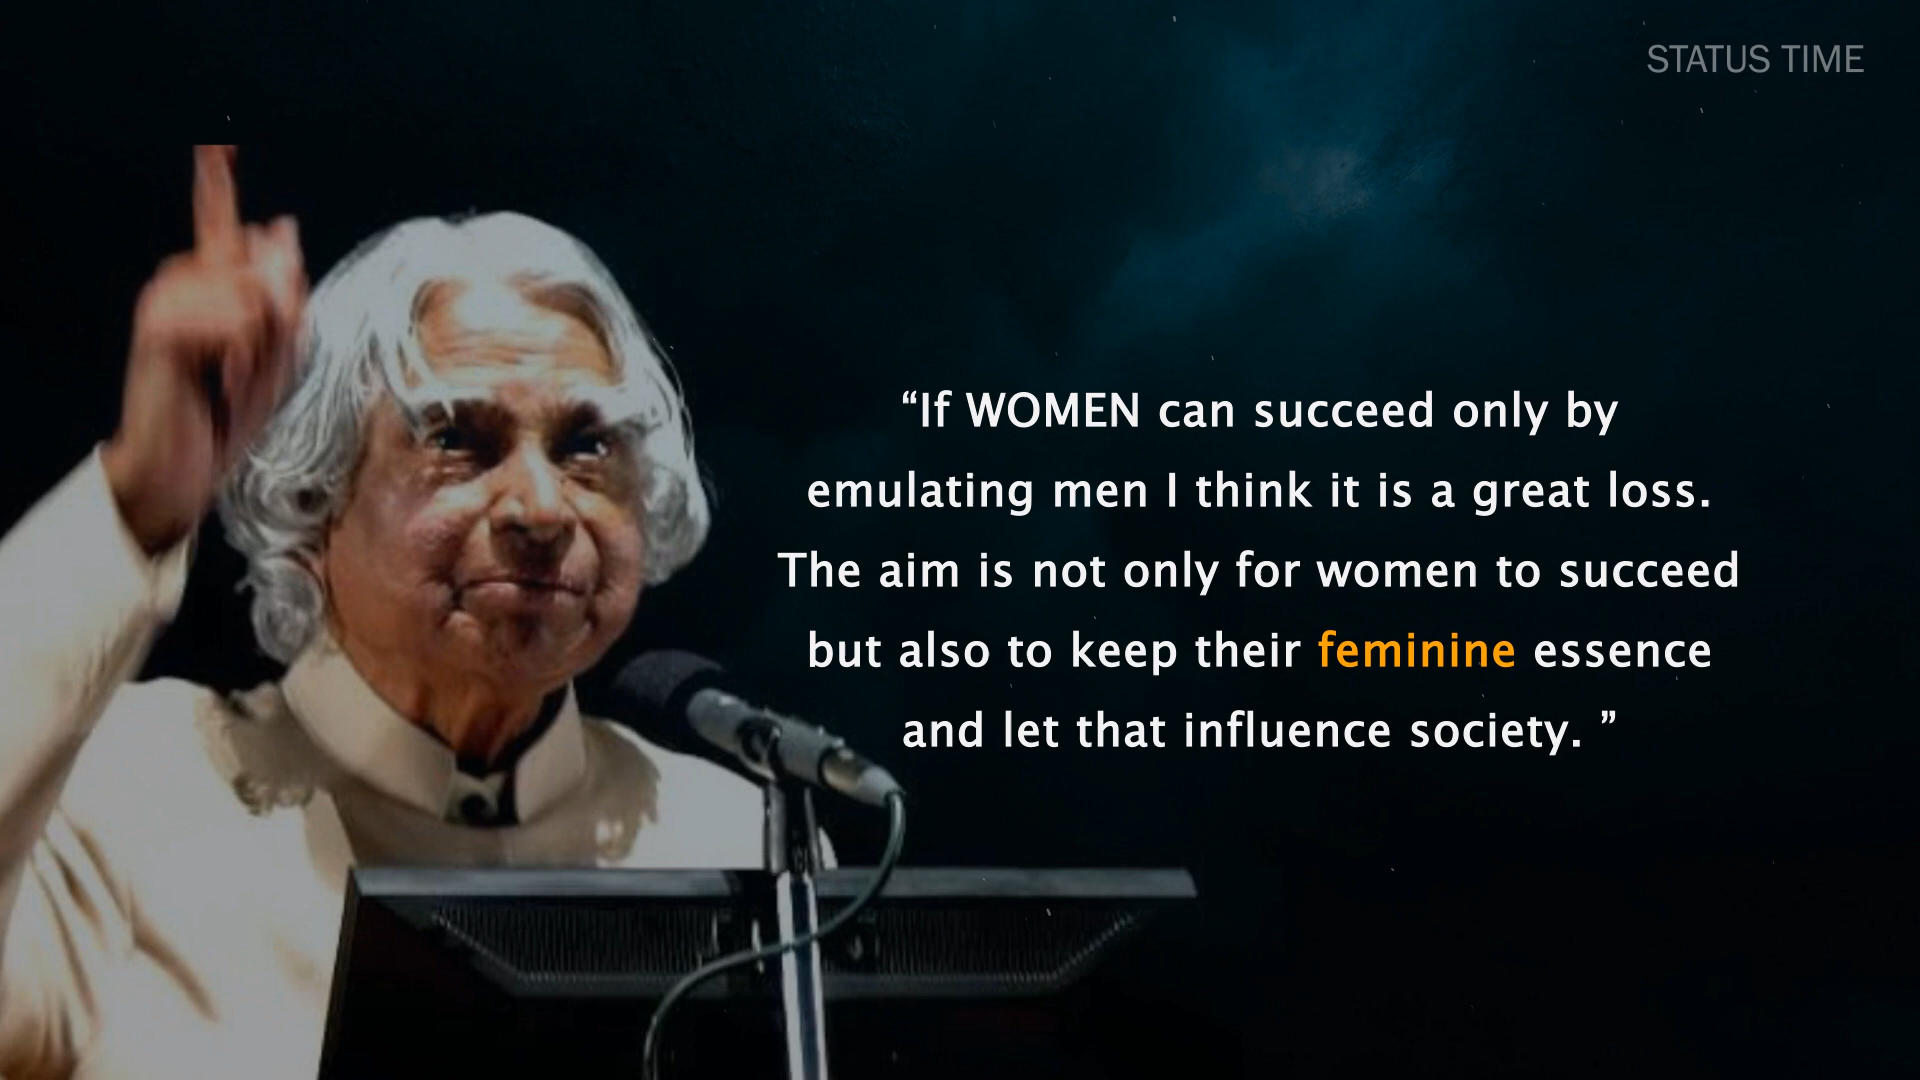 STATUS TIME
“If WOMEN can succeed only by
emulating men I think it is a great loss.
The aim is not only for women to succeed
but also to keep their feminine essence
and let that influence society. ”